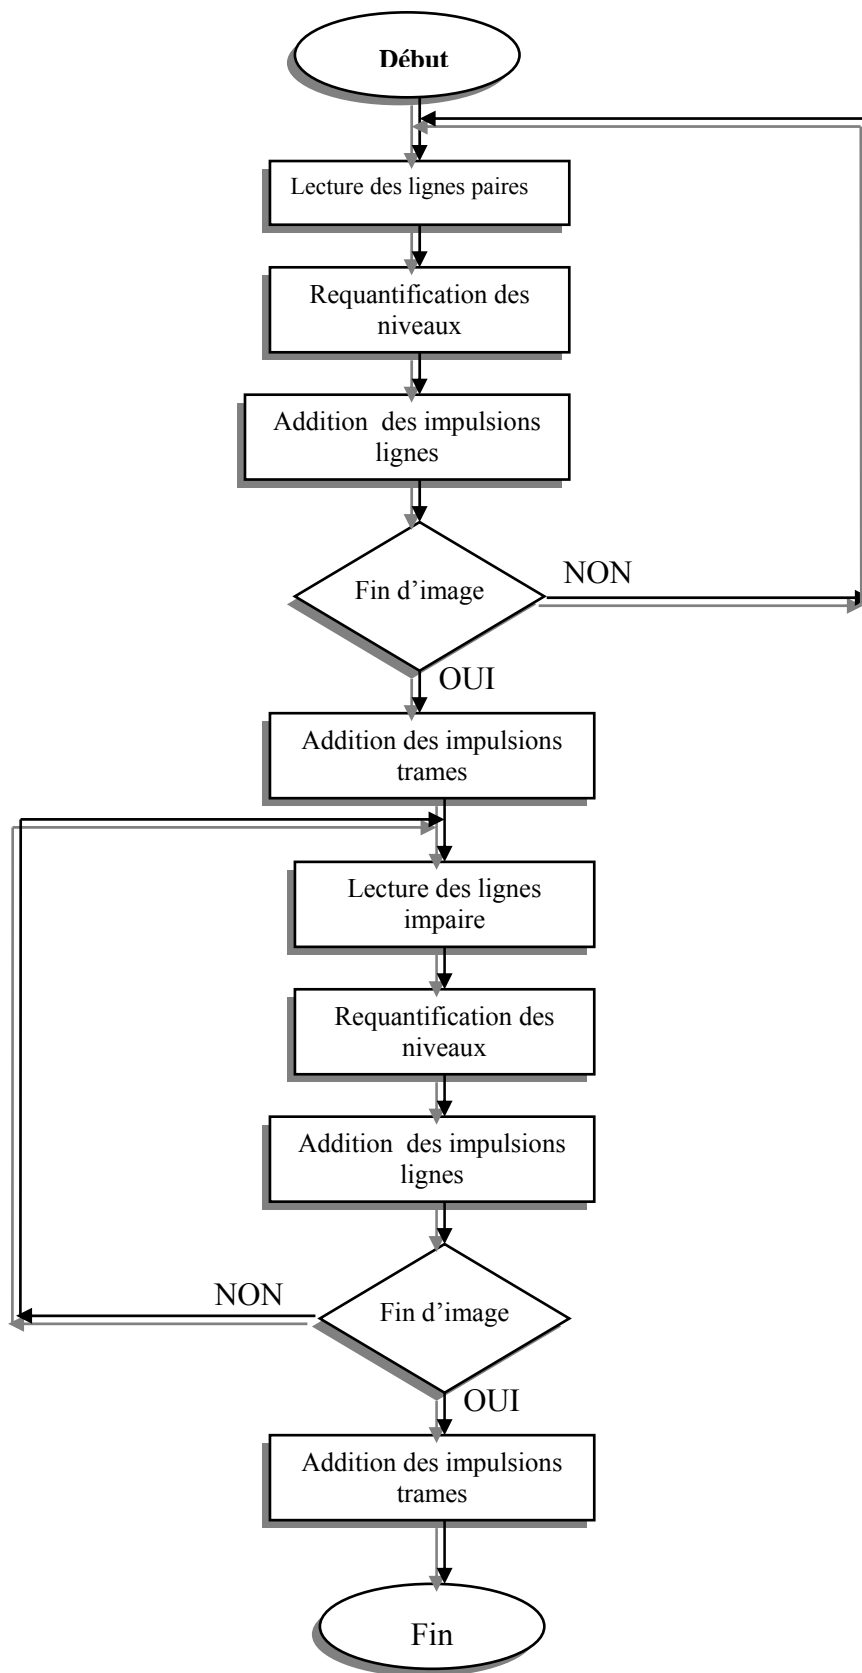 Début
Lecture des lignes paires
Requantification des
niveaux
Addition des impulsions
lignes
Fin d’image
NON
OUI
Addition des impulsions
trames
Lecture des lignes
impaire
Requantification des
niveaux
Addition des impulsions
lignes
NON
Fin d’image
OUI
Addition des impulsions
trames
Fin